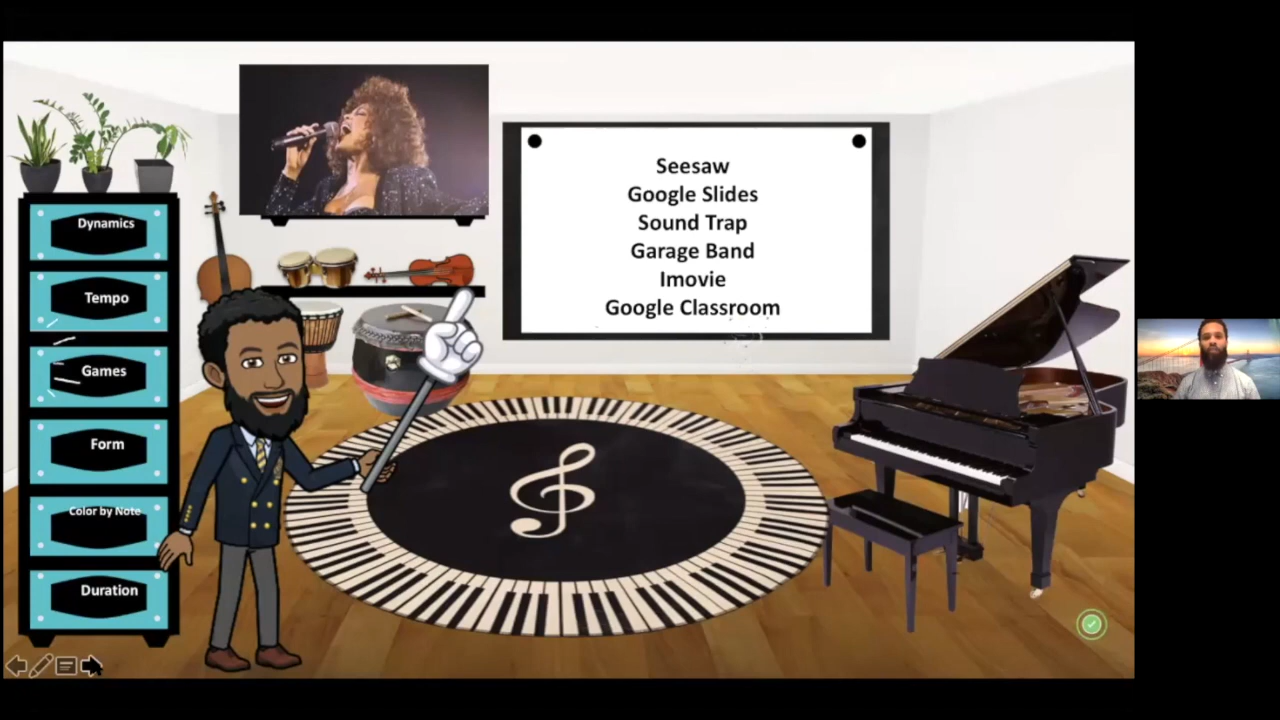 Dynamics
Tempo
Games
Form
Color by Note
Duration
Seesaw
Google Slides
Sound Trap
Garage Band
Imovie
Google Classroom